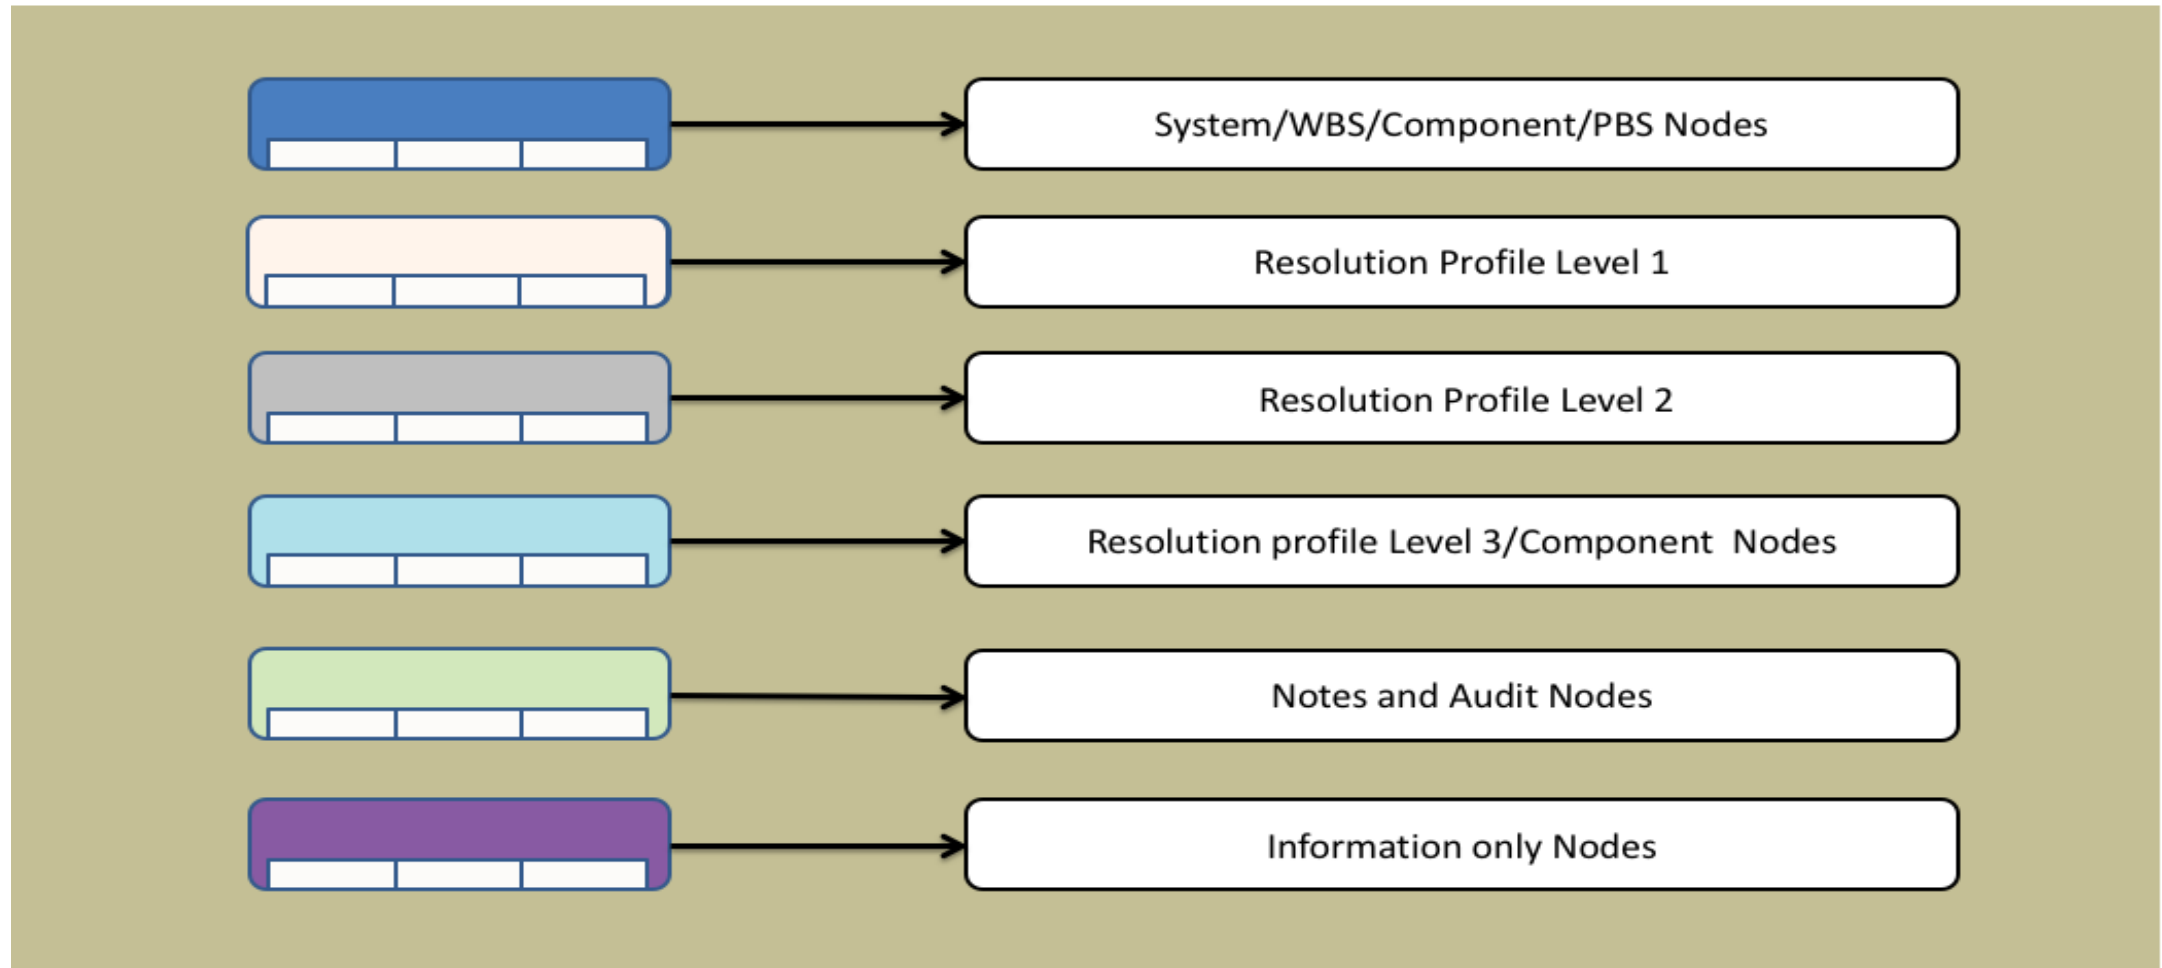 System/WBS/Component/PBS Nodes
Resolution Profile Level 1
Resolution Profile Level 2
Resolution profile Level 3/Component  Nodes
Notes and Audit Nodes
Information only Nodes